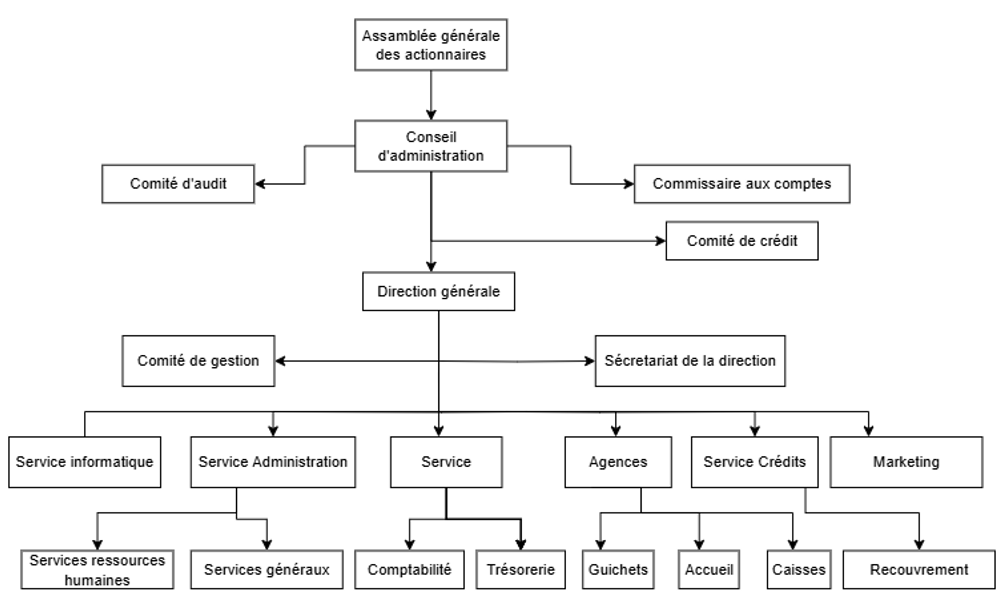 Assamblée générale
des actionnaires
Conseil
d'administration
Comité d'audit
Commissaire aux comptes
Comité de crédit
Direction générale
Comité de gestion
Sécretariat de la direction
Service informatique
Service Administration
Service
Agences
Service Crédits
Marketing
Services ressources
humaines
Services généraux
Comptabilité
Trésorerie
Guichets
Accueil
Caisses
Recouvrement